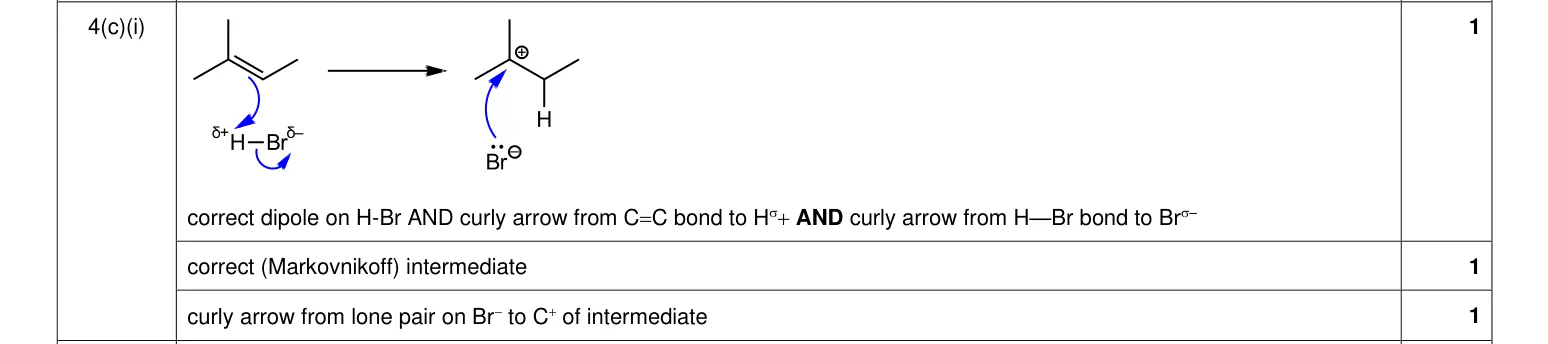 4(c)(i)
1
⊕
H
δ+ H—Br δ–
Br⊖
correct dipole on H-Br AND curly arrow from C=C bond to Hσ+ AND curly arrow from H—Br bond to Brσ–
correct (Markovnikoff) intermediate
1
curly arrow from lone pair on Br– to C+ of intermediate
1